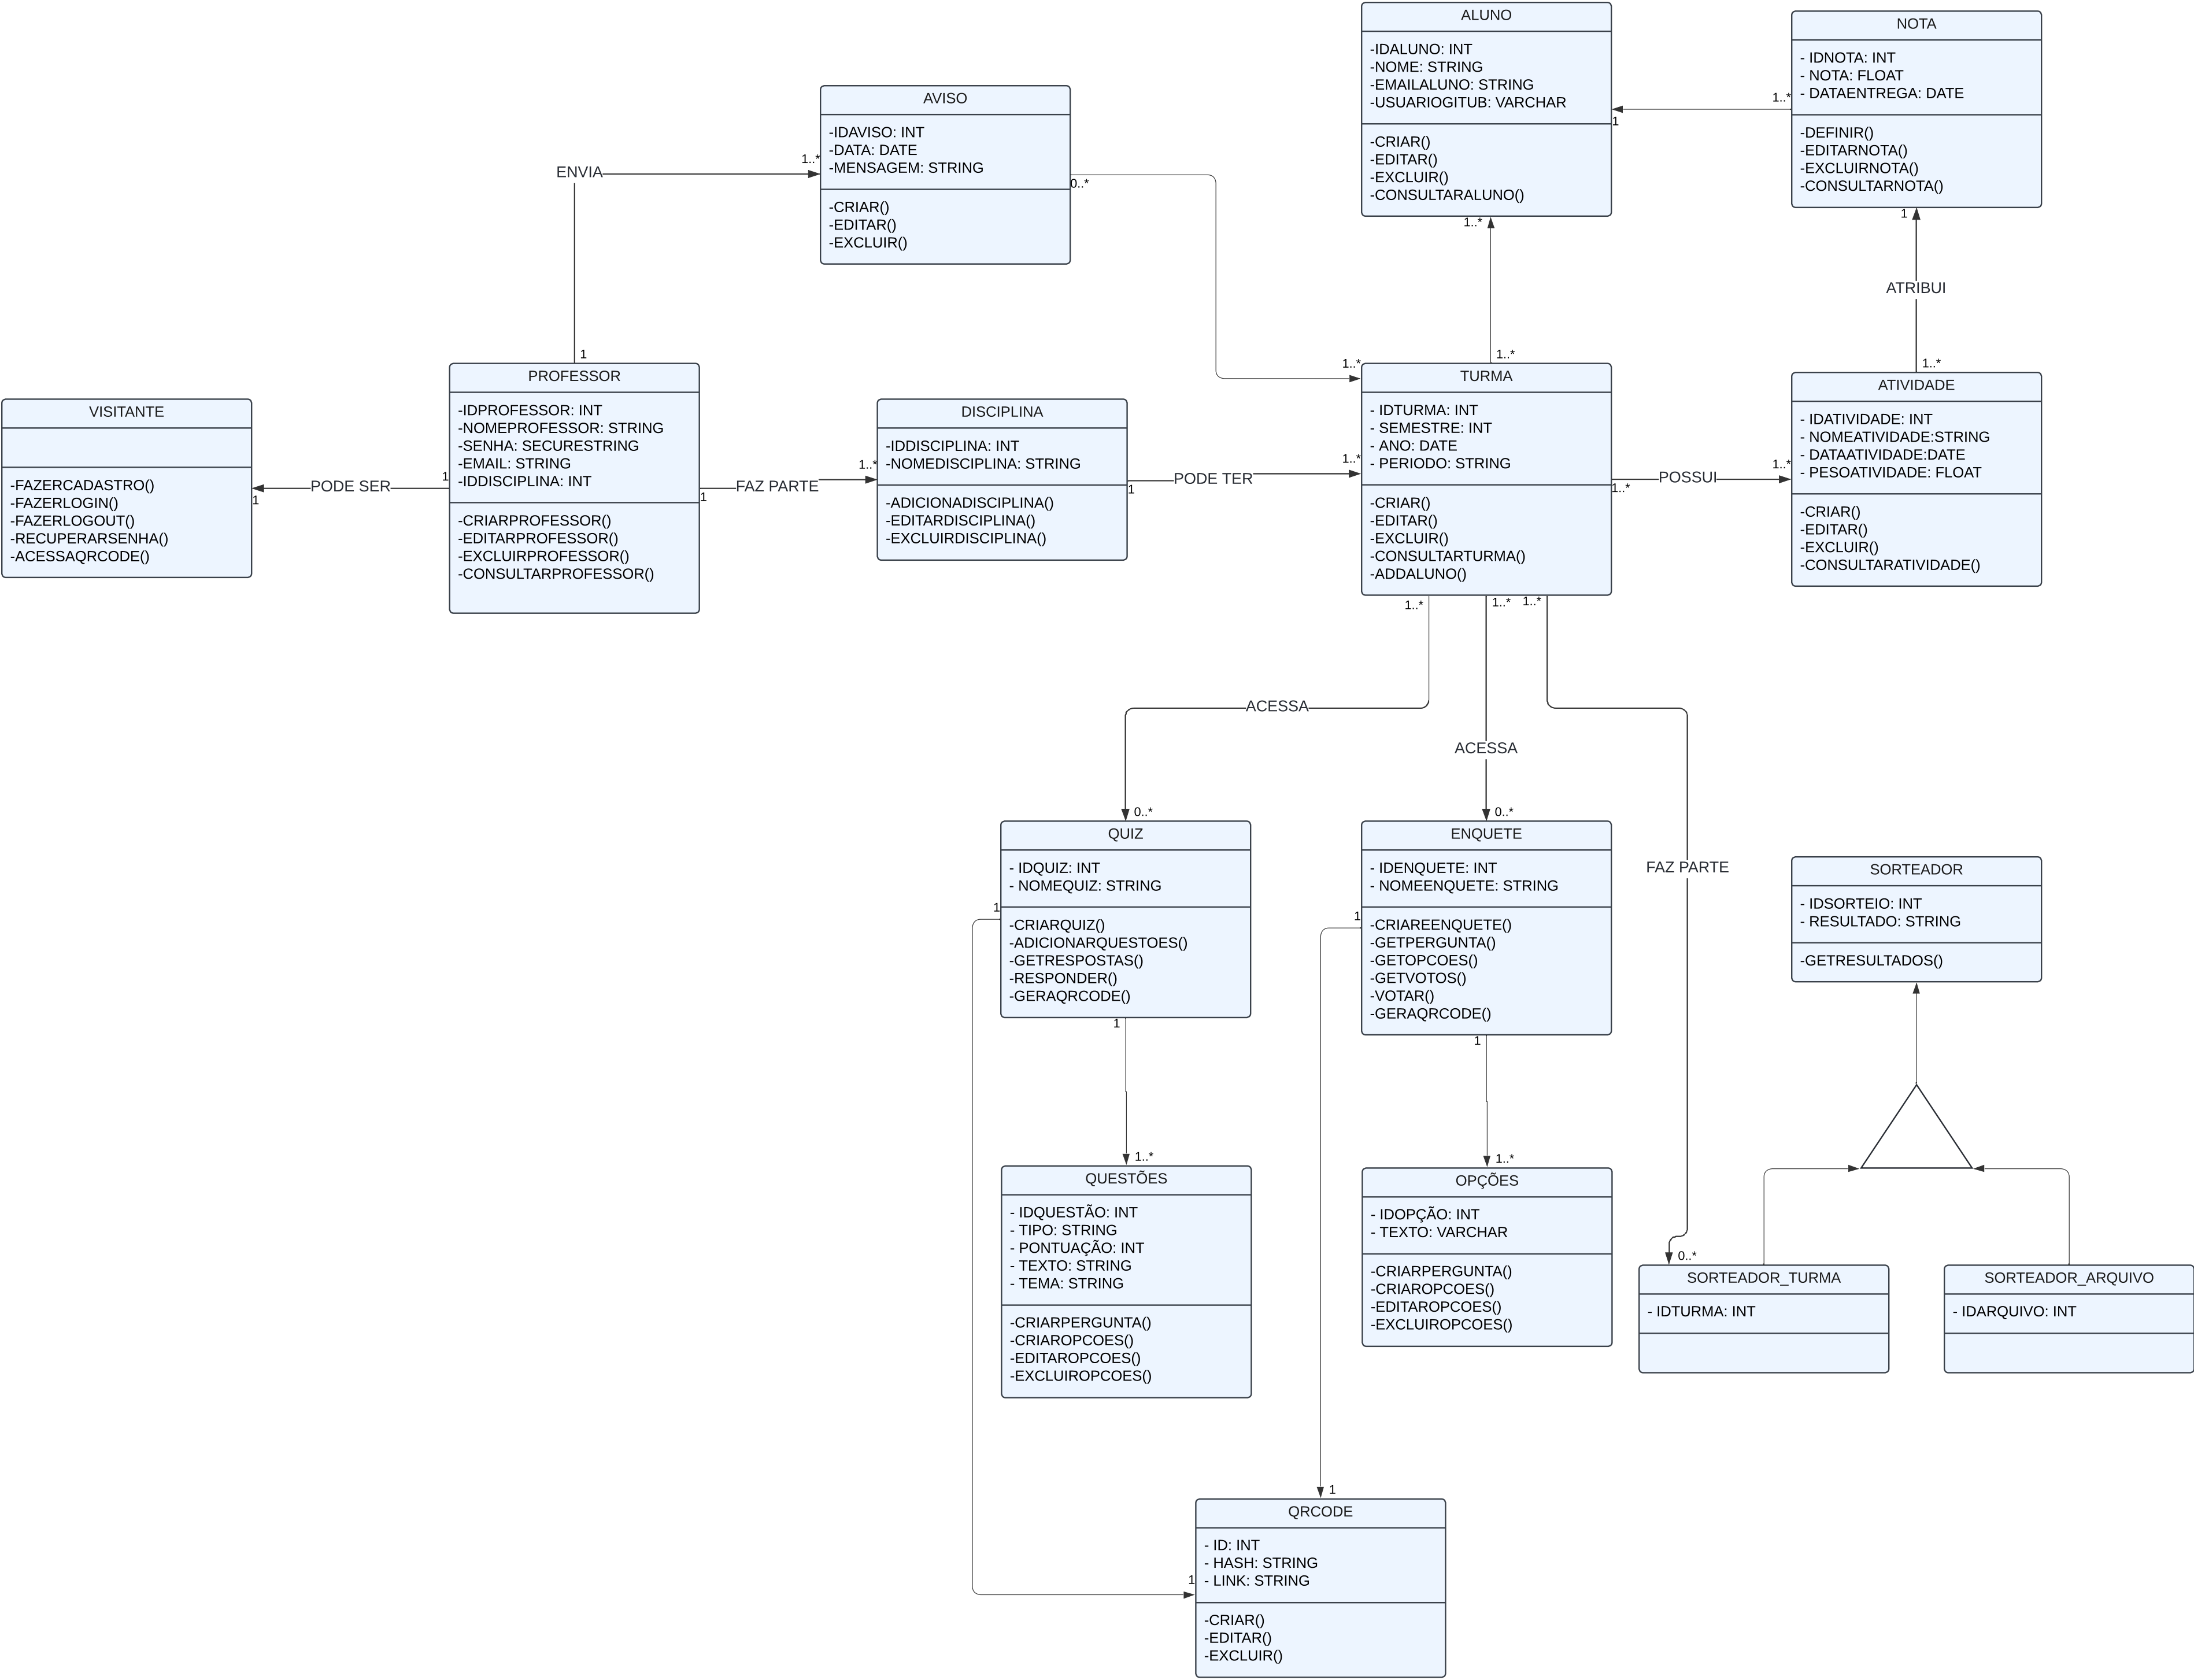 ALUNO
-IDALUNO: INT
-NOME: STRING
-EMAILALUNO: STRING
-USUARIOGITUB: VARCHAR
-CRIAR()
-EDITAR()
-EXCLUIR()
-CONSULTARALUNO()
1..*
NOTA
- IDNOTA: INT
- NOTA: FLOAT
- DATAENTREGA: DATE
-DEFINIR()
-EDITARNOTA()
-EXCLUIRNOTA()
-CONSULTARNOTA()
1..*
1
1
ATRIBUI
1..*
AVISO
-IDAVISO: INT
-DATA: DATE
-MENSAGEM: STRING
-CRIAR()
-EDITAR()
-EXCLUIR()
ENVIA
1..*
0..*
1
1..*
1..*
VISITANTE
-FAZERCADASTRO()
-FAZERLOGIN()
-FAZERLOGOUT()
-RECUPERARSENHA()
-ACESSAQRCODE()
1
PODE SER
1
PROFESSOR
-IDPROFESSOR: INT
-NOMEPROFESSOR: STRING
-SENHA: SECURESTRING
-EMAIL: STRING
-IDDISCIPLINA: INT
-CRIARPROFESSOR()
-EDITARPROFESSOR()
-EXCLUIRPROFESSOR()
-CONSULTARPROFESSOR()
1
FAZ PARTE
1..*
DISCIPLINA
-IDDISCIPLINA: INT
-NOMEDISCIPLINA: STRING
-ADICIONADISCIPLINA()
-EDITARDISCIPLINA()
-EXCLUIRDISCIPLINA()
1
PODE TER
1..*
TURMA
- IDTURMA: INT
- SEMESTRE: INT
- ANO: DATE
- PERIODO: STRING
-CRIAR()
-EDITAR()
-EXCLUIR()
-CONSULTARTURMA()
-ADDALUNO()
1..*
POSSUI
1..*
ATIVIDADE
- IDATIVIDADE: INT
- NOMEATIVIDADE:STRING
- DATAATIVIDADE:DATE
- PESOATIVIDADE: FLOAT
-CRIAR()
-EDITAR()
-EXCLUIR()
-CONSULTARATIVIDADE()
1..*
1..*
1..*
ACESSA
ACESSA
FAZ PARTE
0..*
0..*
QUIZ
- IDQUIZ: INT
- NOMEQUIZ: STRING
-CRIARQUIZ()
-ADICIONARQUESTOES()
-GETRESPOSTAS()
-RESPONDER()
-GERAQRCODE()
1
1
ENQUETE
- IDENQUETE: INT
- NOMEENQUETE: STRING
-CRIAREENQUETE()
-GETPERGUNTA()
-GETOPCOES()
-GETVOTOS()
-VOTAR()
-GERAQRCODE()
1
1
SORTEADOR
- IDSORTEIO: INT
- RESULTADO: STRING
-GETRESULTADOS()
1..*
QUESTÕES
- IDQUESTÃO: INT
- TIPO: STRING
- PONTUAÇÃO: INT
- TEXTO: STRING
- TEMA: STRING
-CRIARPERGUNTA()
-CRIAROPCOES()
-EDITAROPCOES()
-EXCLUIROPCOES()
1..*
OPÇÕES
- IDOPÇÃO: INT
- TEXTO: VARCHAR
-CRIARPERGUNTA()
-CRIAROPCOES()
-EDITAROPCOES()
-EXCLUIROPCOES()
0..*
SORTEADOR_TURMA
- IDTURMA: INT
SORTEADOR_ARQUIVO
- IDARQUIVO: INT
1
1
QRCODE
- ID: INT
- HASH: STRING
- LINK: STRING
-CRIAR()
-EDITAR()
-EXCLUIR()